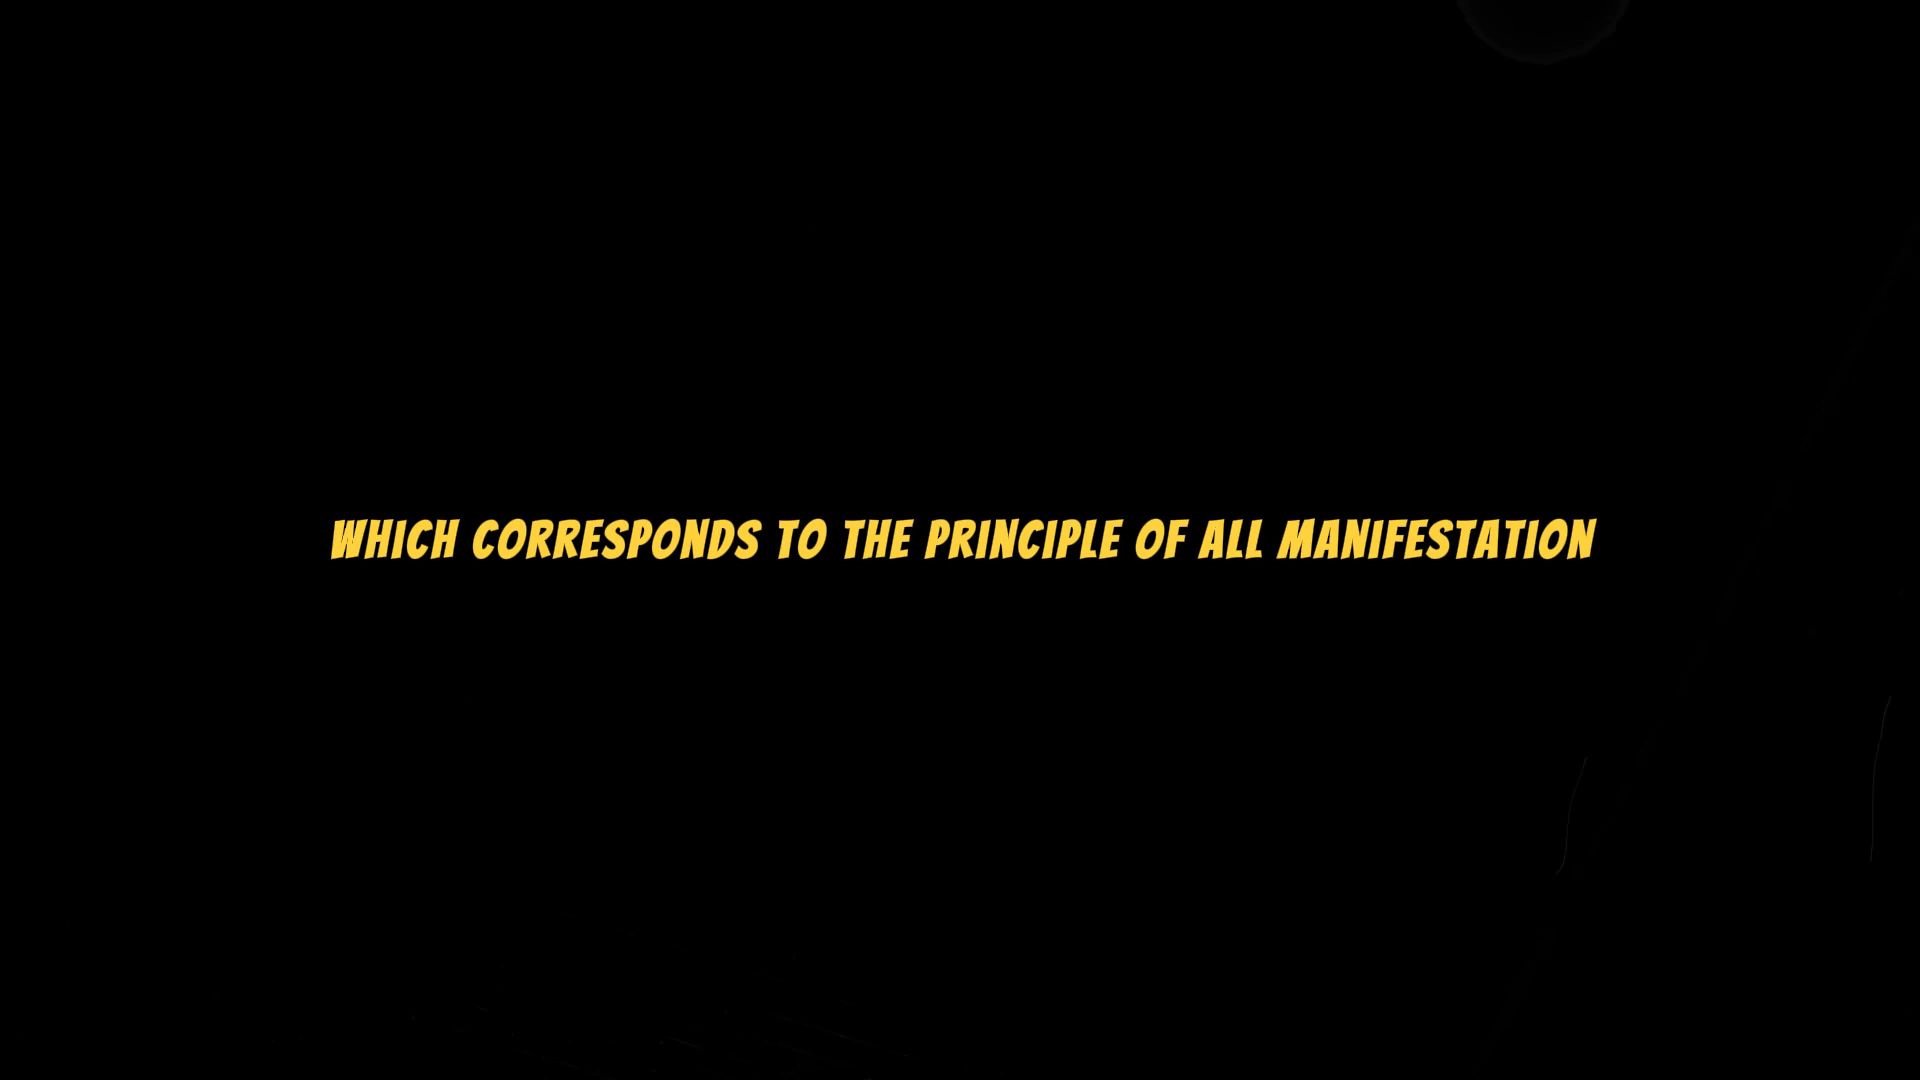 WHICH CORRESPONDS TO THE PRINCIPLE OF ALL MANIFESTATION